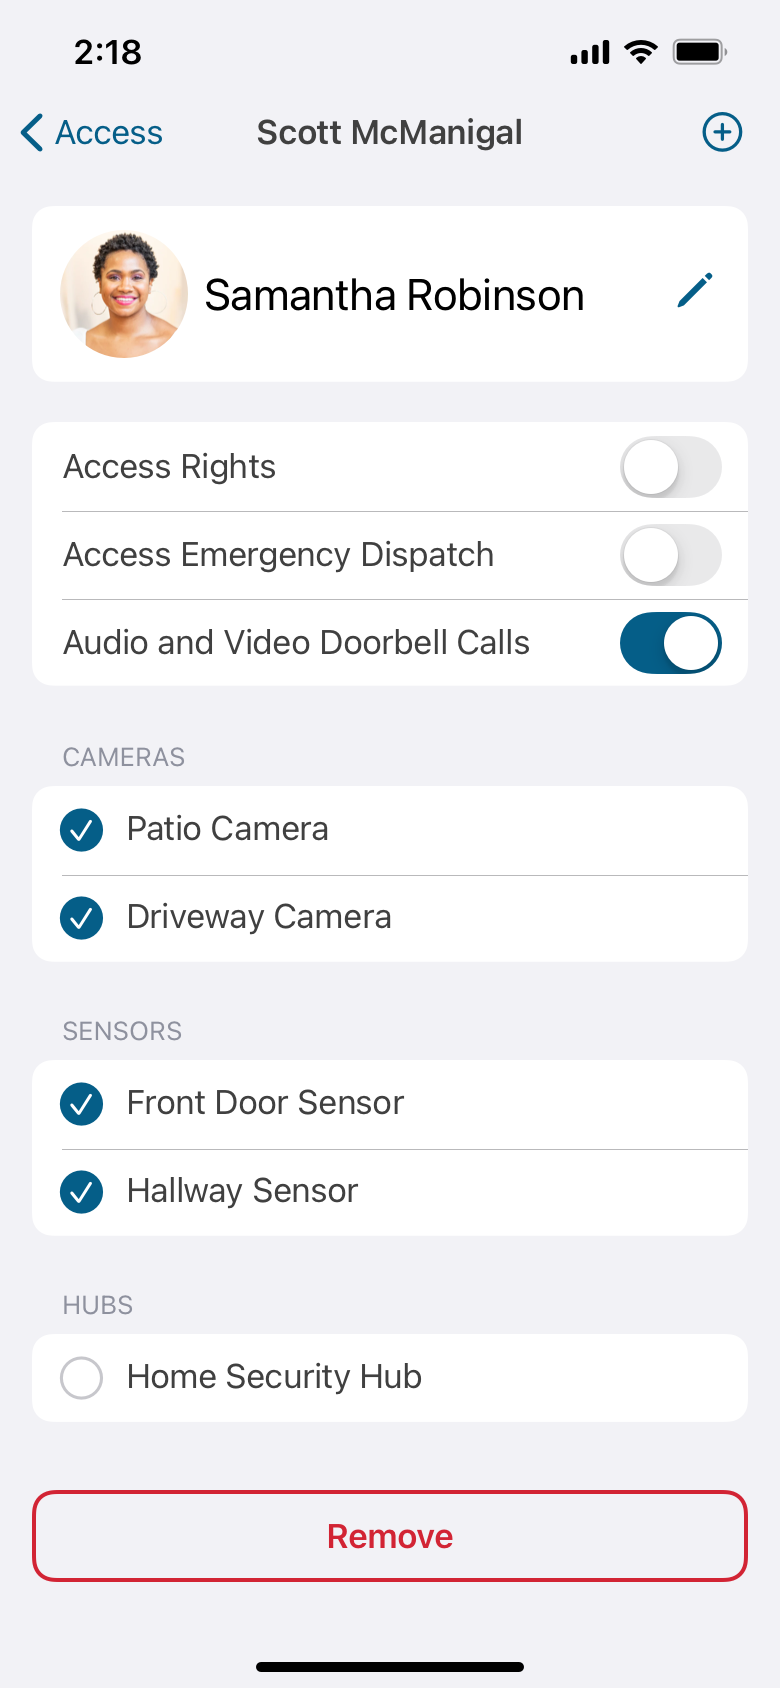 2:18
Access
Scott McManigal
Samantha Robinson
Access Rights
Access Emergency Dispatch
Audio and Video Doorbell Calls
CAMERAS
Patio Camera
Driveway Camera
SENSORS
Front Door Sensor
Hallway Sensor
HUBS
Home Security Hub
Remove